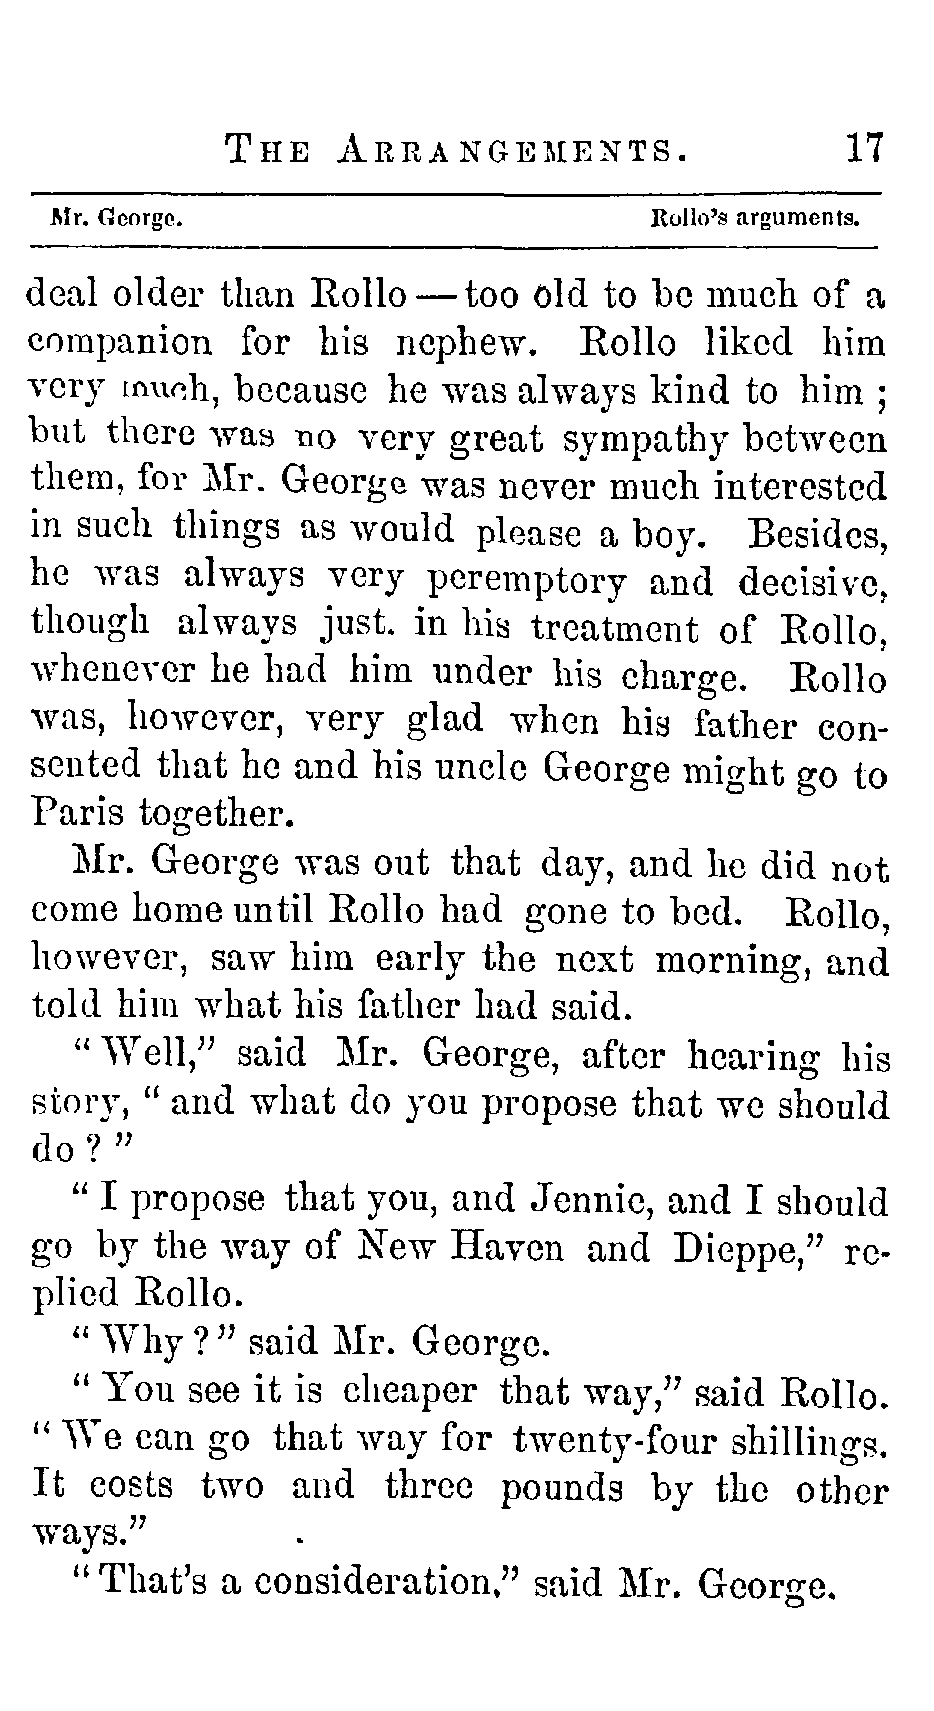 THE ARRANGEMENTS. 17
Mr. George. Rollo's arguments.
deal older than Rollo — too old to be much of a
companion for his nephew. Rollo liked him
very much, because he was always kind to him ;
but there was no very great sympathy between
them, for Mr. George was never much interested
in such things as would please a boy. Besides,
he was always very peremptory and decisive,
though always just. in his treatment of Rollo,
whenever he had him under his charge. Rollo
was, however, very glad when his father con-
sented that he and his uncle George might go to
Paris together.
Mr. George was out that day, and he did not
come home until Rollo had gone to bed. Rollo,
however, saw him early the next morning, and
told him what his father had said.
“ Well,” said Mr. George, after hearing his
story, “ and what do you propose that we should
do ? ”
“ I propose that you, and Jennie, and I should
go by the way of New Haven and Dieppe,” re-
plied Rollo.
“ Why ? ” said Mr. George.
“ You see it is cheaper that way,” said Rollo.
“ We can go that way for twenty-four shillings.
It costs two and three pounds by the other
ways.”
“ That's a consideration,” said Mr. George.